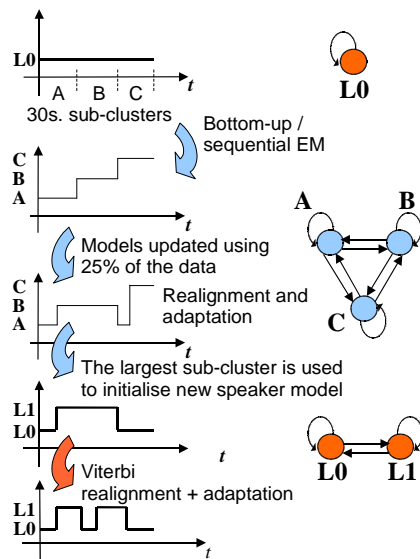 L0
A B C t
30s. sub-clusters
L0
Bottom-up /
sequential EM
C
B
A
t
A B
C
Models updated using
25% of the data
C
B
A
t
Realignment and
adaptation
The largest sub-cluster is used
to initialise new speaker model
L1
L0
t
L0 L1
Viterbi
realignment + adaptation
L1
L0
t